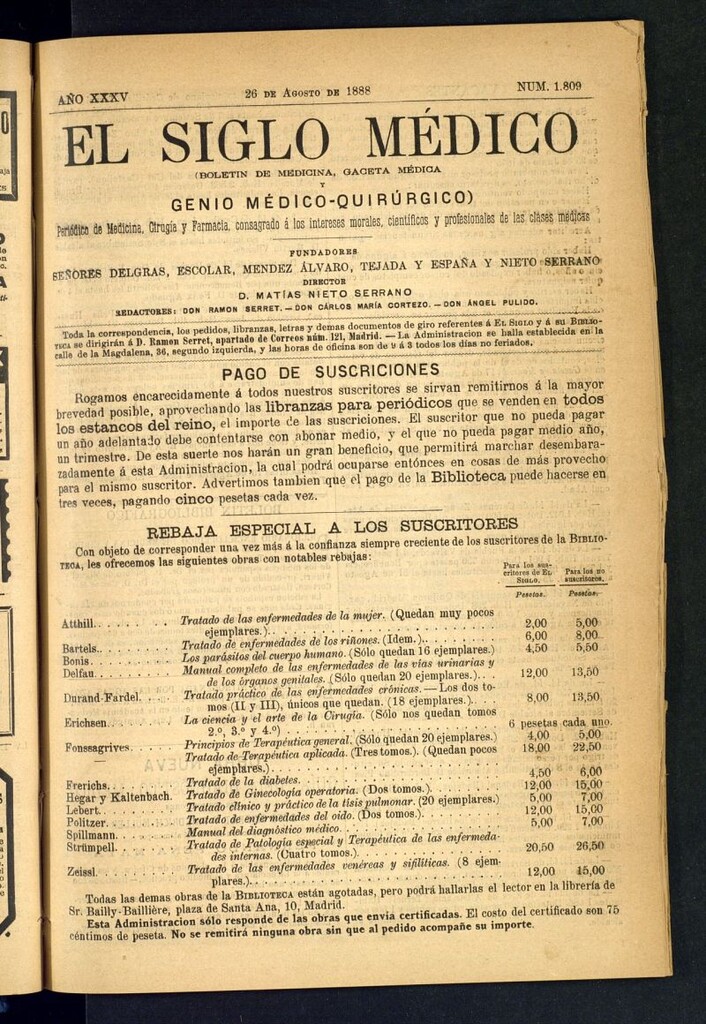 AÑO XXXV
26 DE AGOSTO DE 1888
NUM. 1.809
EL SIGLO MÉDICO
(BOLETIN DE MEDICINA, GACETA MÉDICA
Y
GENIO MÉDICO-QUIRÚRGICO)
Periódico de Medicina, Cirugía y Farmacia, consagrado á los intereses morales, científicos y profesionales de las clases médicas
FUNDADORES
SEÑORES DELGRAS, ESCOLAR, MENDEZ ÁLVARO, TEJADA Y ESPAÑA Y NIETO SERRANO
DIRECTOR
D. MATÍAS NIETO SERRANO
REDACTORES: DON RAMON SERRET. — DON CÁRLOS MARÍA CORTEZO. — DON ÁNGEL PULIDO.
Toda la correspondencia, los pedidos, libranzas, letras y demas documentos de giro referentes á EL SIGLO y á su BIBLIO-
TECA se dirigirán á D. Ramon Serret, apartado de Correos núm. 121, Madrid. — La Administracion se halla establecida en la
calle de la Magdalena, 36, segundo izquierda, y las horas de oficina son de 9 á 3 todos los días no feriados.
PAGO DE SUSCRICIONES
Rogamos encarecidamente á todos nuestros suscritores se sirvan remitirnos á la mayor
brevedad posible, aprovechando las libranzas para periódicos que se venden en todos
los estancos del reino, el importe de las suscriciones. El suscritor que no pueda pagar
un año adelantado debe contentarse con abonar medio, y el que no pueda pagar medio año,
un trimestre. De esta suerte nos harán un gran beneficio, que permitirá marchar desembara-
zadamente á esta Administracion, la cual podrá ocuparse entónces en cosas de más provecho
para el mismo suscritor. Advertimos tambien que el pago de la Biblioteca puede hacerse en
tres veces, pagando cinco pesetas cada vez.
REBAJA ESPECIAL A LOS SUSCRITORES
Con objeto de corresponder una vez más á la confianza siempre creciente de los suscritores de la BIBLIO-
TECA, les ofrecemos las siguientes obras con notables rebajas:
Para los sus-
critores de EL
SIGLO.
Para los no
suscritores.
Pesetas. Pesetas.
Atthill. Tratado de las enfermedades de la mujer. (Quedan muy pocos
ejemplares.) 2,00 5,00
Bartels. Tratado de enfermedades de los riñones. (Idem.) 6,00 8,00
Bonis. Los parásitos del cuerpo humano. (Sólo quedan 16 ejemplares.) 4,50 5,50
Delfau. Manual completo de las enfermedades de las vías urinarias y
de los órganos genitales. (Sólo quedan 20 ejemplares.) 12,00 13,50
Durand-Fardel. Tratado práctico de las enfermedades crónicas. — Los dos to-
mos (II y III), únicos que quedan. (18 ejemplares.) 8,00 13,50
Erichsen. La ciencia y el arte de la Cirugía. (Sólo nos quedan tomos
2.º, 3.º y 4.º) 6 pesetas cada uno.
Fonssagrives. Principios de Terapéutica general. (Sólo quedan 20 ejemplares.) 4,00 5,00
Tratado de Terapéutica aplicada. (Tres tomos.). (Quedan pocos
ejemplares.) 18,00 22,50
Frerichs. Tratado de la diabetes. 4,50 6,00
Hegar y Kaltenbach. Tratado de Ginecología operatoria. (Dos tomos.) 12,00 15,00
Lebert. Tratado clínico y práctico de la tísis pulmonar. (20 ejemplares.) 5,00 7,00
Politzer. Tratado de enfermedades del oído. (Dos tomos.) 12,00 15,00
Spillmann. Manual del diagnóstico médico. 5,00 7,00
Strümpell. Tratado de Patología especial y Terapéutica de las enfermeda-
des internas. (Cuatro tomos.) 20,50 26,50
Zeissl. Tratado de las enfermedades venéreas y sifilíticas. (8 ejem-
plares.) 12,00 15,00
Todas las demas obras de la BIBLIOTECA están agotadas, pero podrá hallarlas el lector en la librería de
Sr. Bailly-Baillière, plaza de Santa Ana, 10, Madrid.
Esta Administracion sólo responde de las obras que envía certificadas. El costo del certificado son 75
céntimos de peseta. No se remitirá ninguna obra sin que al pedido acompañe su importe.